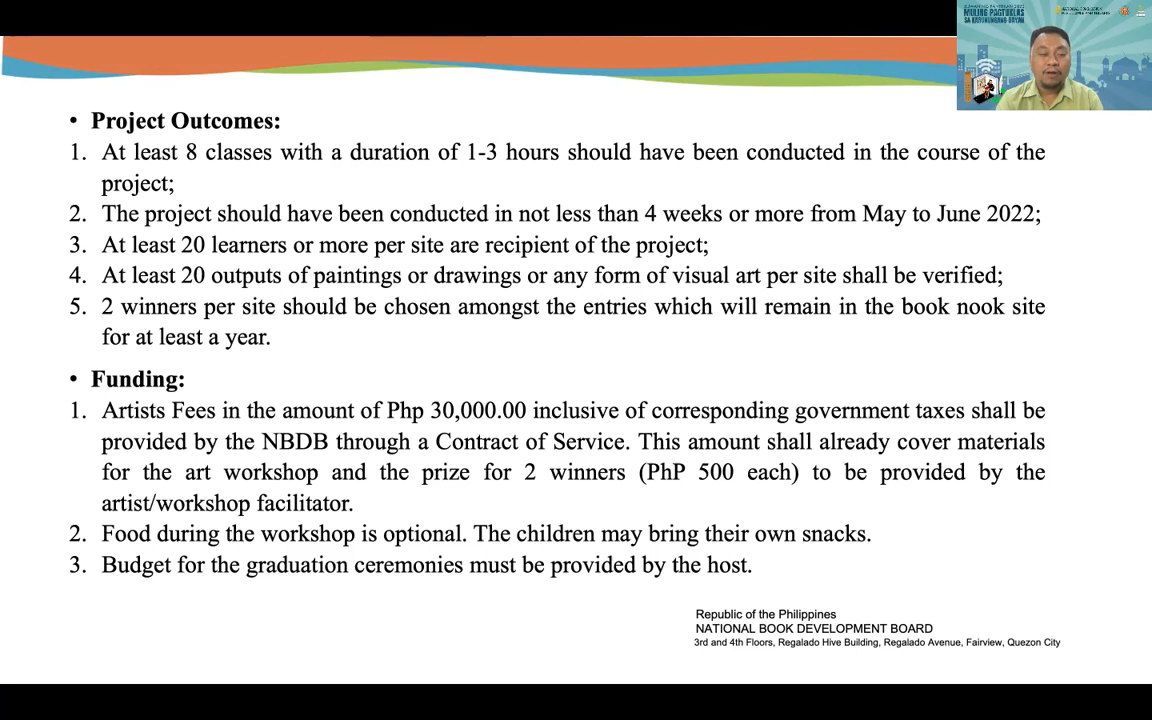 MULING PAGTUKLAS
SA KARUNUNGANG-BAYAN
• Project Outcomes:
1. At least 8 classes with a duration of 1-3 hours should have been conducted in the course of the
project;
2. The project should have been conducted in not less than 4 weeks or more from May to June 2022;
3. At least 20 learners or more per site are recipient of the project;
4. At least 20 outputs of paintings or drawings or any form of visual art per site shall be verified;
5. 2 winners per site should be chosen amongst the entries which will remain in the book nook site
for at least a year.
• Funding:
1. Artists Fees in the amount of Php 30,000.00 inclusive of corresponding government taxes shall be
provided by the NBDB through a Contract of Service. This amount shall already cover materials
for the art workshop and the prize for 2 winners (PhP 500 each) to be provided by the
artist/workshop facilitator.
2. Food during the workshop is optional. The children may bring their own snacks.
3. Budget for the graduation ceremonies must be provided by the host.
Republic of the Philippines
NATIONAL BOOK DEVELOPMENT BOARD
3rd and 4th Floors, Regalado Hive Building, Regalado Avenue, Fairview, Quezon City